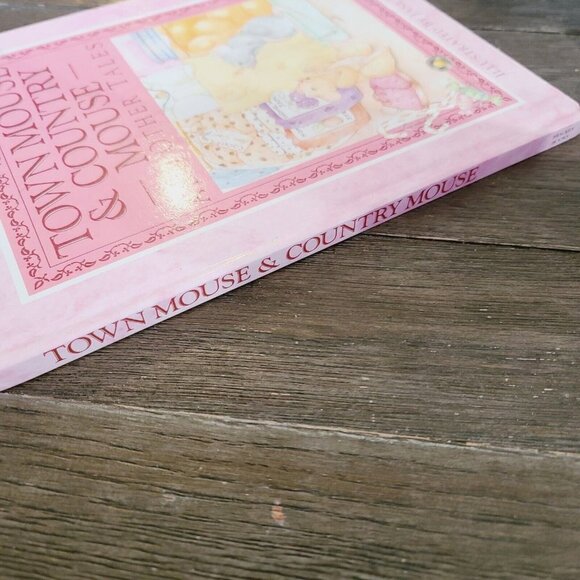 TOWN MOUSE
& COUNTRY
— MOUSE —
OTHER TALES
TOWN MOUSE & COUNTRY MOUSE